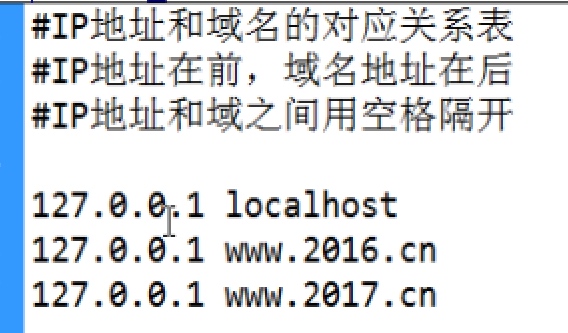 #IP地址和域名的对应关系表
#IP地址在前，域名地址在后
#IP地址和域之间用空格隔开
127.0.0.1 localhost
127.0.0.1 www.2016.cn
127.0.0.1 www.2017.cn